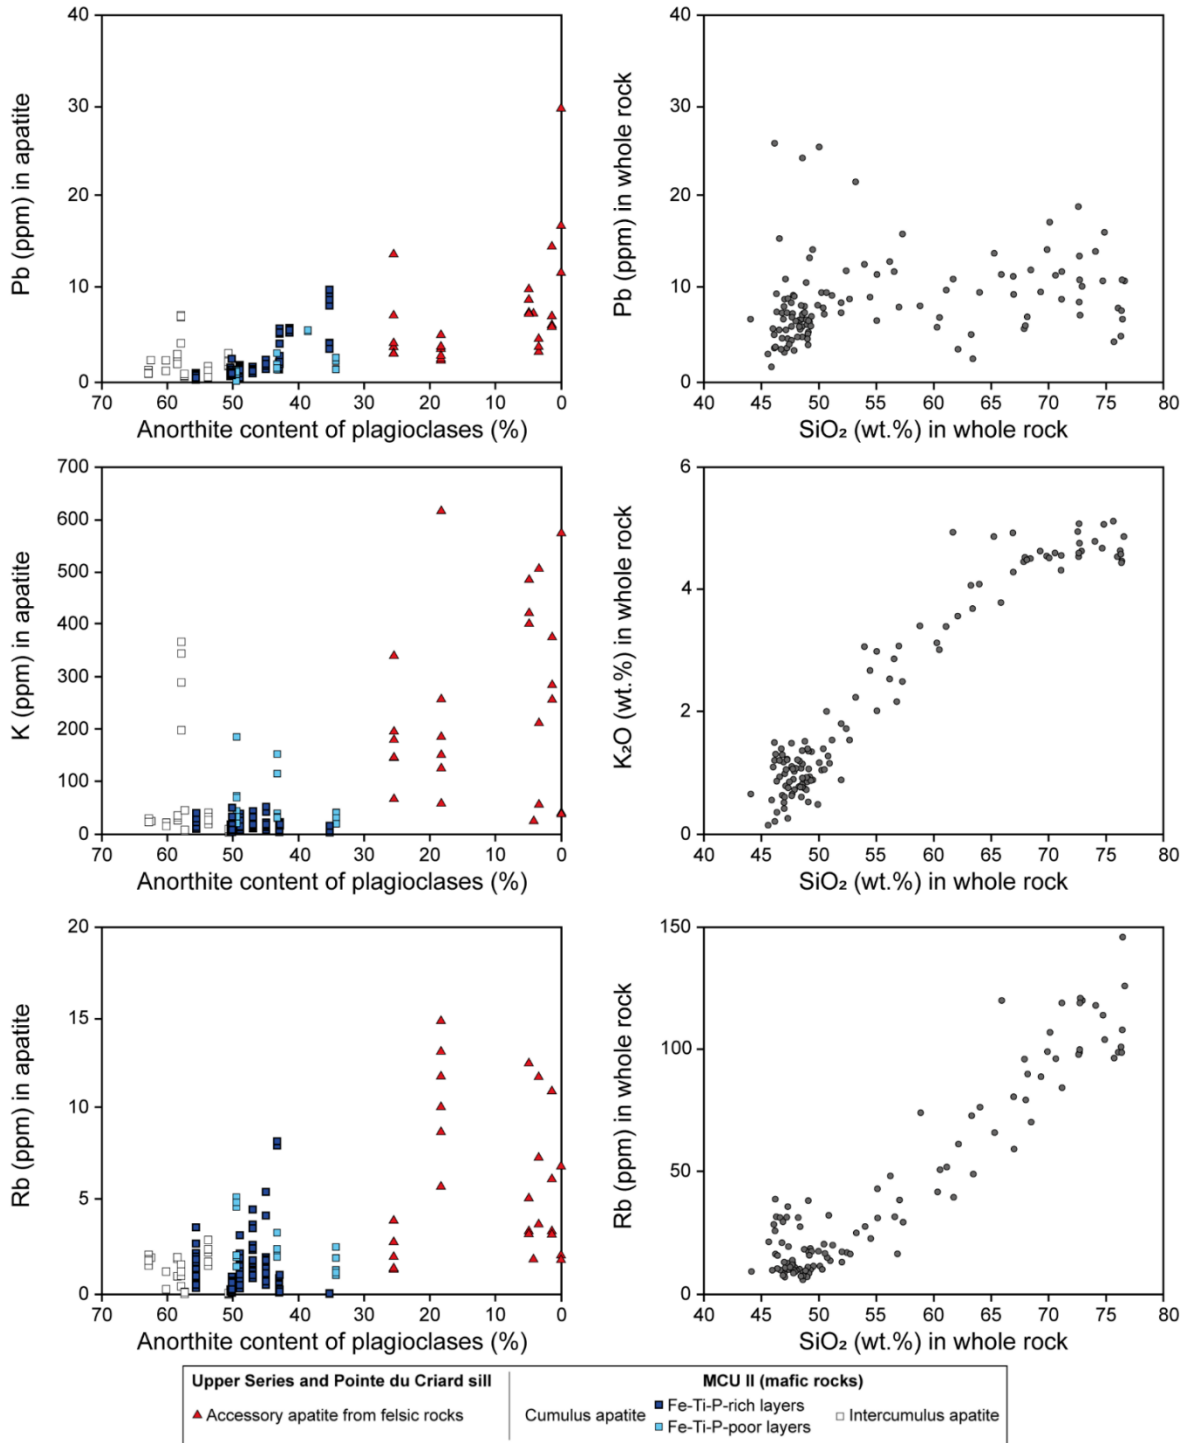 Pb (ppm) in apatite
40
30
20
10
0
70 60 50 40 30 20 10 0
Anorthite content of plagioclases (%)
Pb (ppm) in whole rock
40
30
20
10
0
40 45 50 55 60 65 70 75 80
SiO₂ (wt.%) in whole rock
K (ppm) in apatite
700
600
500
400
300
200
100
0
70 60 50 40 30 20 10 0
Anorthite content of plagioclases (%)
K₂O (wt.%) in whole rock
6
4
2
0
40 45 50 55 60 65 70 75 80
SiO₂ (wt.%) in whole rock
Rb (ppm) in apatite
20
15
10
5
0
70 60 50 40 30 20 10 0
Anorthite content of plagioclases (%)
Rb (ppm) in whole rock
150
100
50
0
40 45 50 55 60 65 70 75 80
SiO₂ (wt.%) in whole rock
Upper Series and Pointe du Criard sill
Accessory apatite from felsic rocks
MCU II (mafic rocks)
Cumulus apatite
Fe-Ti-P-rich layers
Fe-Ti-P-poor layers
Intercumulus apatite